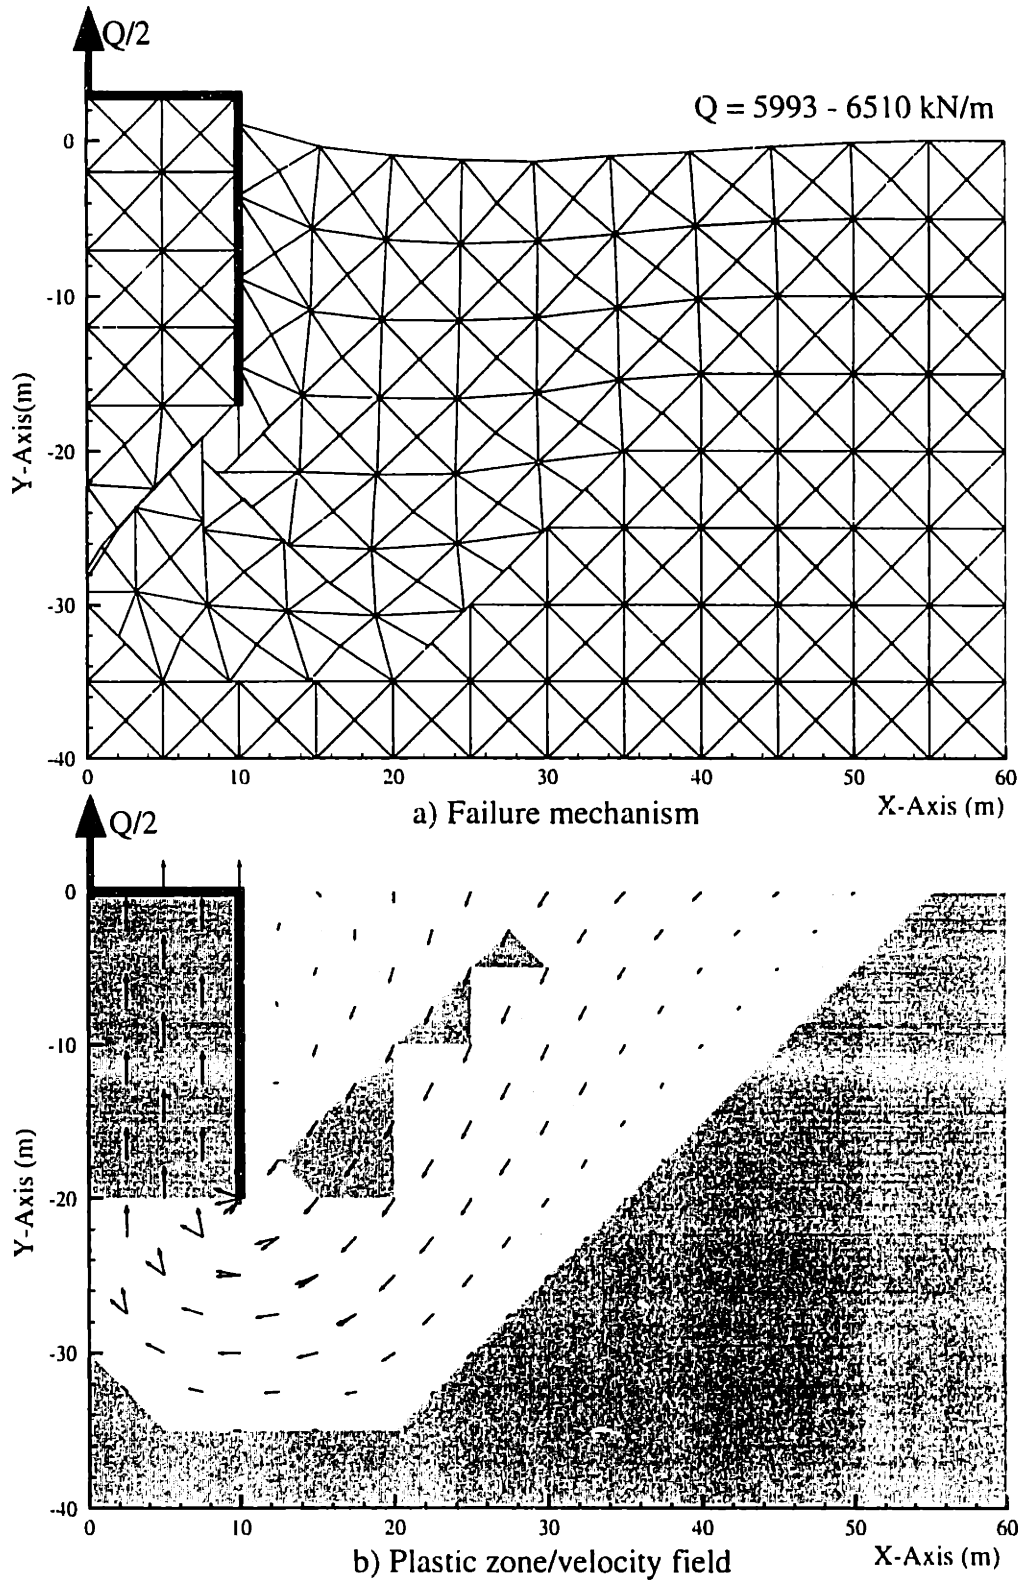 Q/2
Q = 5993 - 6510 kN/m
0
-10
-20
-30
-40
Y-Axis(m)
0 10 20 30 40 50 60
X-Axis (m)
a) Failure mechanism
Q/2
0
-10
-20
-30
-40
Y-Axis (m)
0 10 20 30 40 50 60
X-Axis (m)
b) Plastic zone/velocity field